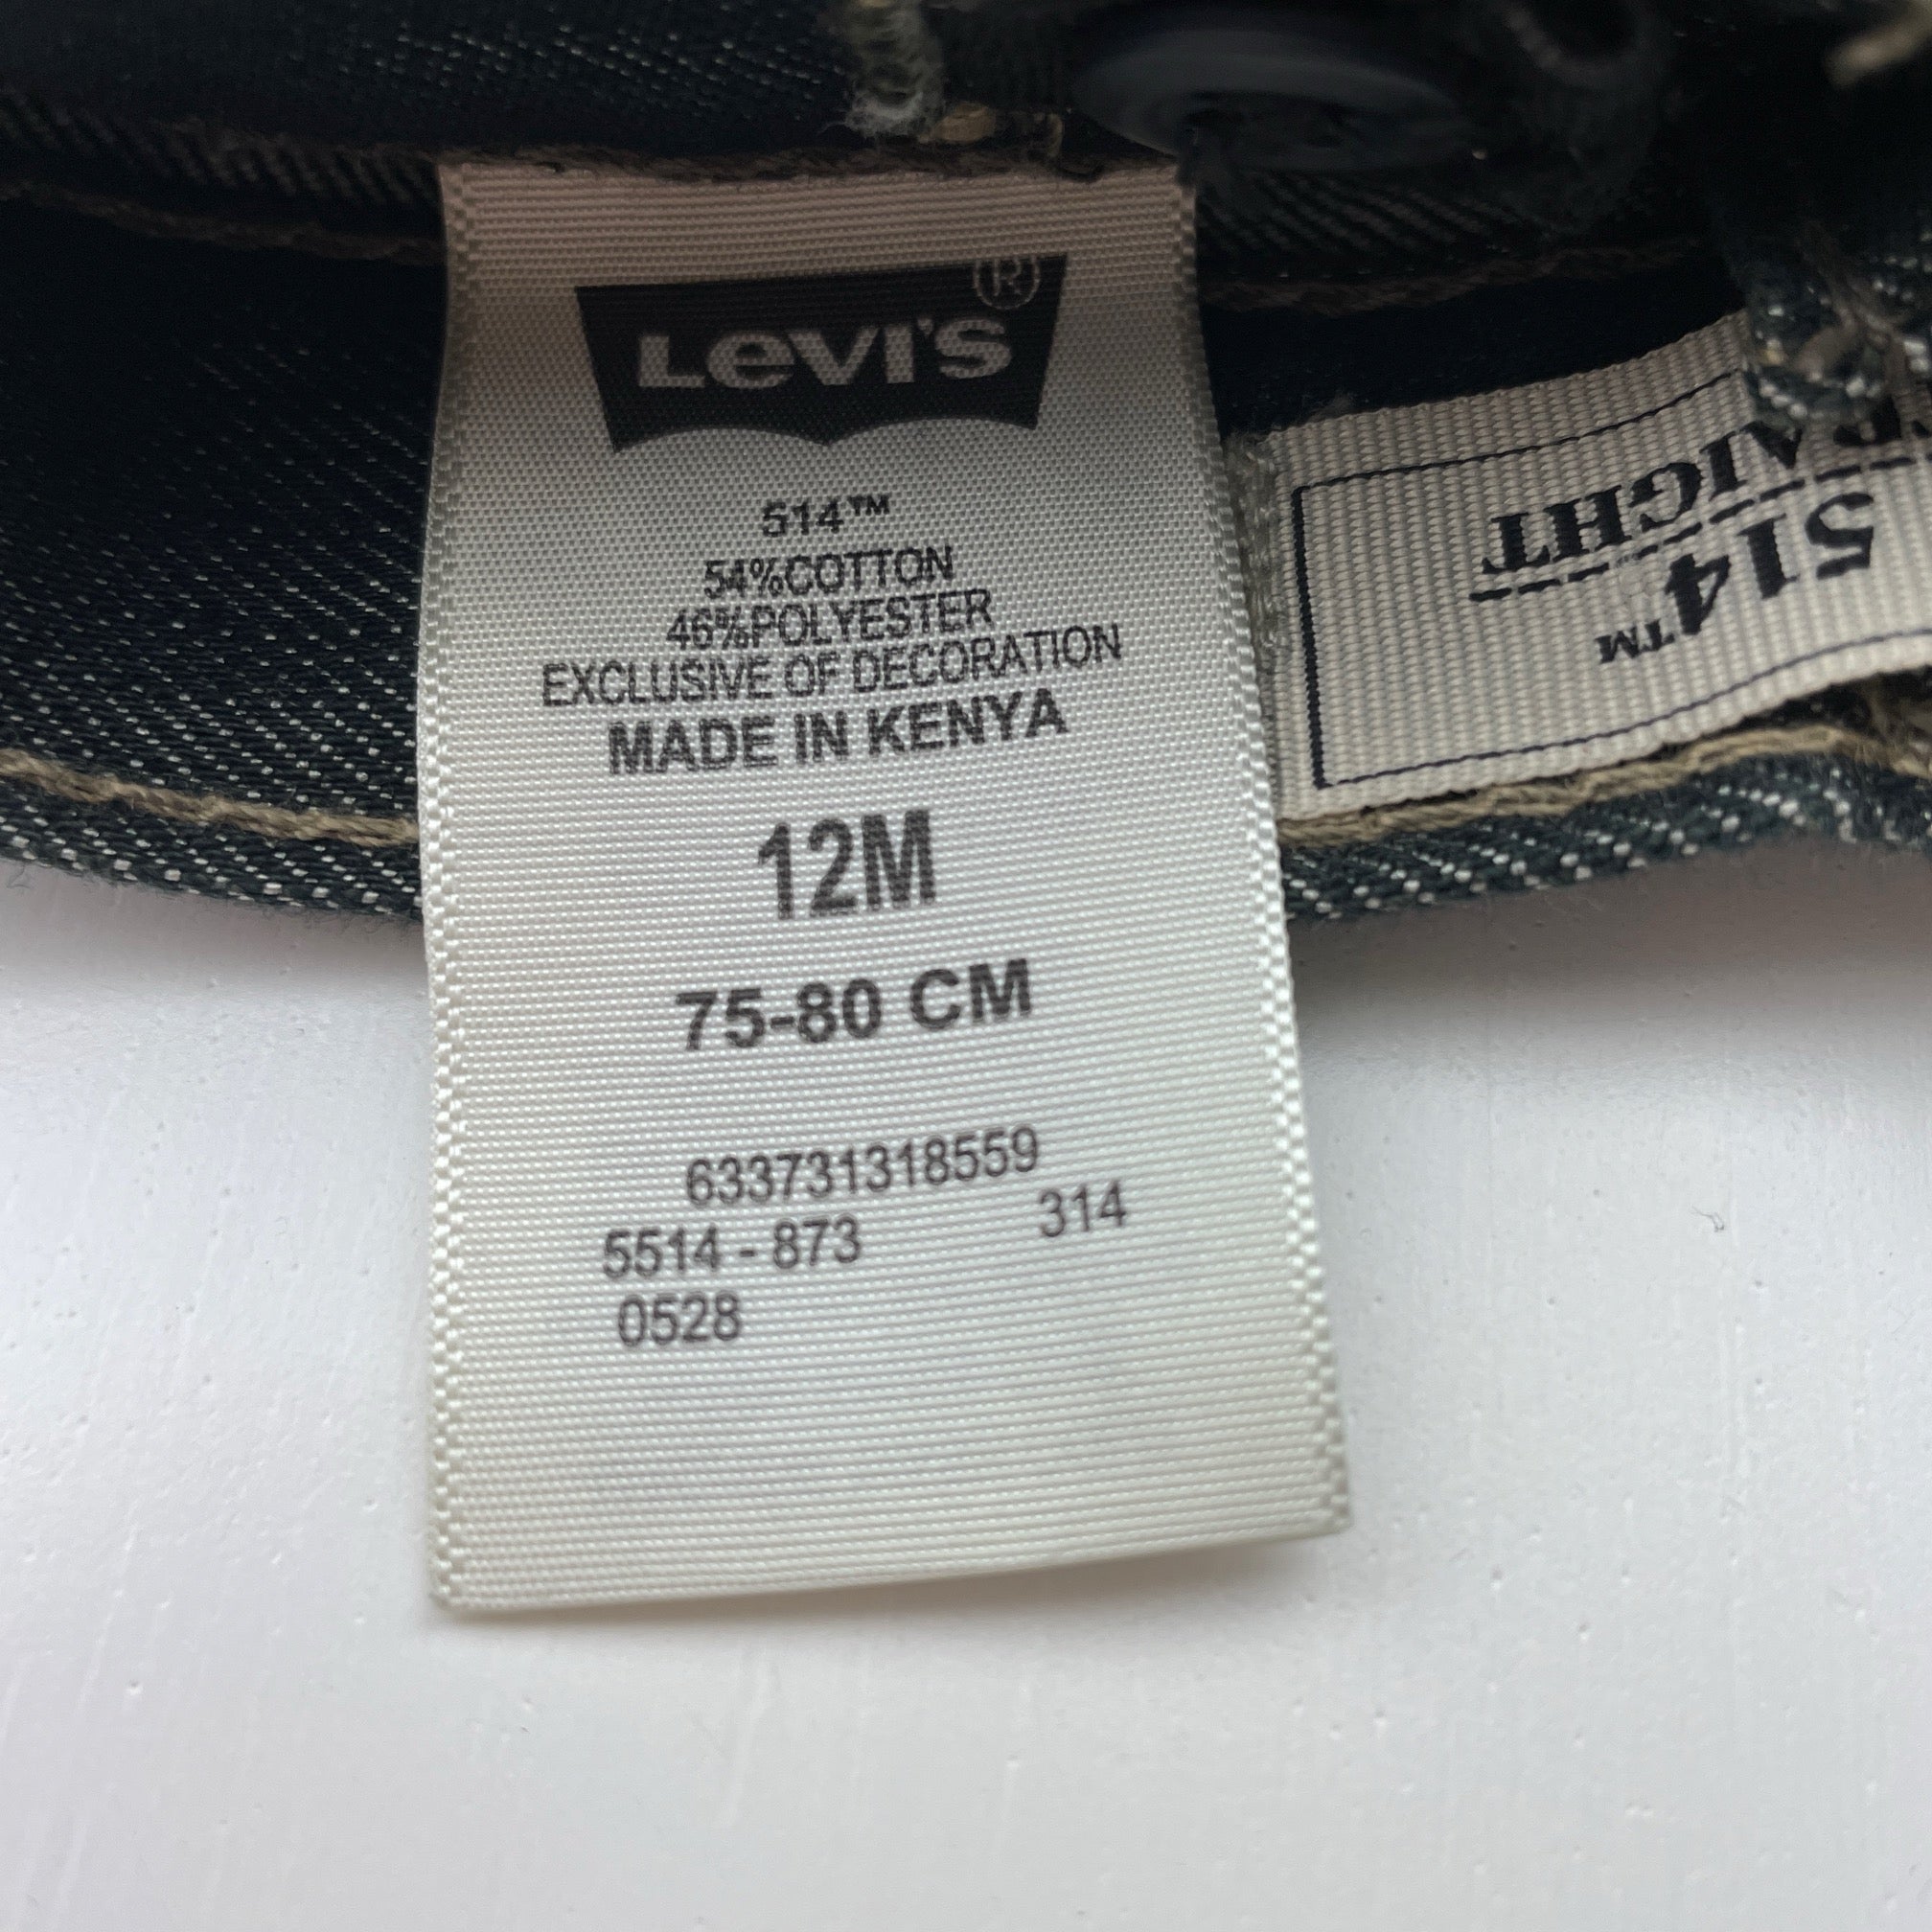 Levi's®
514™
54%COTTON
46%POLYESTER
EXCLUSIVE OF DECORATION
MADE IN KENYA
12M
75-80 CM
633731318559
5514 - 873 314
0528
514™